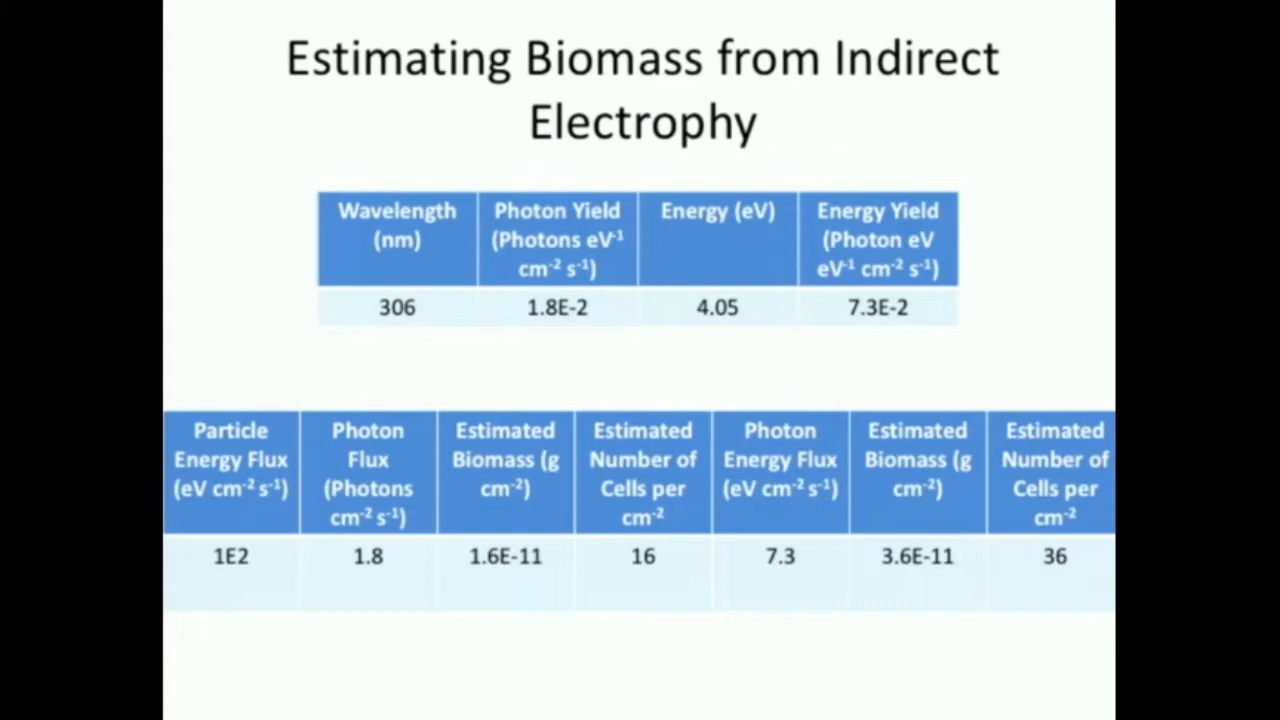 Estimating Biomass from Indirect
Electrophy
Wavelength (nm) | Photon Yield (Photons eV⁻¹ cm⁻² s⁻¹) | Energy (eV) | Energy Yield (Photon eV eV⁻¹ cm⁻² s⁻¹)
306 | 1.8E-2 | 4.05 | 7.3E-2
Particle Energy Flux (eV cm⁻² s⁻¹) | Photon Flux (Photons cm⁻² s⁻¹) | Estimated Biomass (g cm⁻²) | Estimated Number of Cells per cm⁻² | Photon Energy Flux (eV cm⁻² s⁻¹) | Estimated Biomass (g cm⁻²) | Estimated Number of Cells per cm⁻²
1E2 | 1.8 | 1.6E-11 | 16 | 7.3 | 3.6E-11 | 36